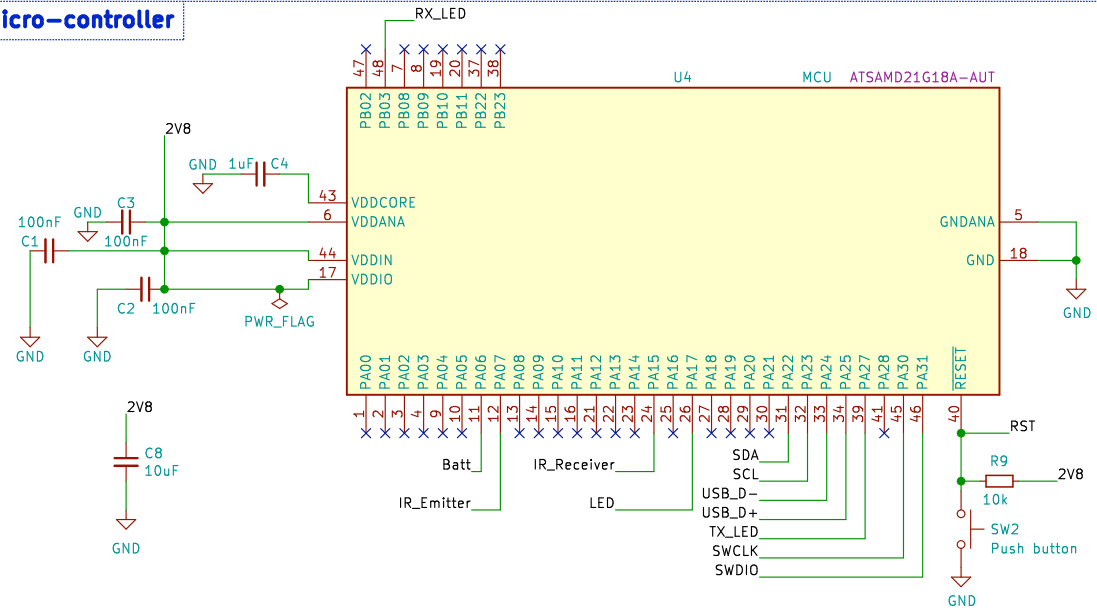 icro-controller
RX_LED
47 48 7 8 19 20 37 38
U4 MCU ATSAMD21G18A-AUT
PB02 PB03 PB08 PB09 PB10 PB11 PB22 PB23
2V8
GND 1uF C4
43 VDDCORE
C3
GND
100nF
6 VDDANA
GNDANA 5
C1 100nF
44 VDDIN
GND 18
17 VDDIO
C2 100nF
PWR_FLAG
GND
GND GND
PA00 PA01 PA02 PA03 PA04 PA05 PA06 PA07 PA08 PA09 PA10 PA11 PA12 PA13 PA14 PA15 PA16 PA17 PA18 PA19 PA20 PA21 PA22 PA23 PA24 PA25 PA27 PA28 PA30 PA31 RESET
1 2 3 4 9 10 11 12 13 14 15 16 21 22 23 24 25 26 27 28 29 30 31 32 33 34 39 41 45 46 40
2V8
RST
C8
10uF
Batt
IR_Receiver
SDA
R9
SCL
2V8
USB_D-
10k
IR_Emitter
LED
USB_D+
TX_LED
SW2
GND
SWCLK
Push button
SWDIO
GND